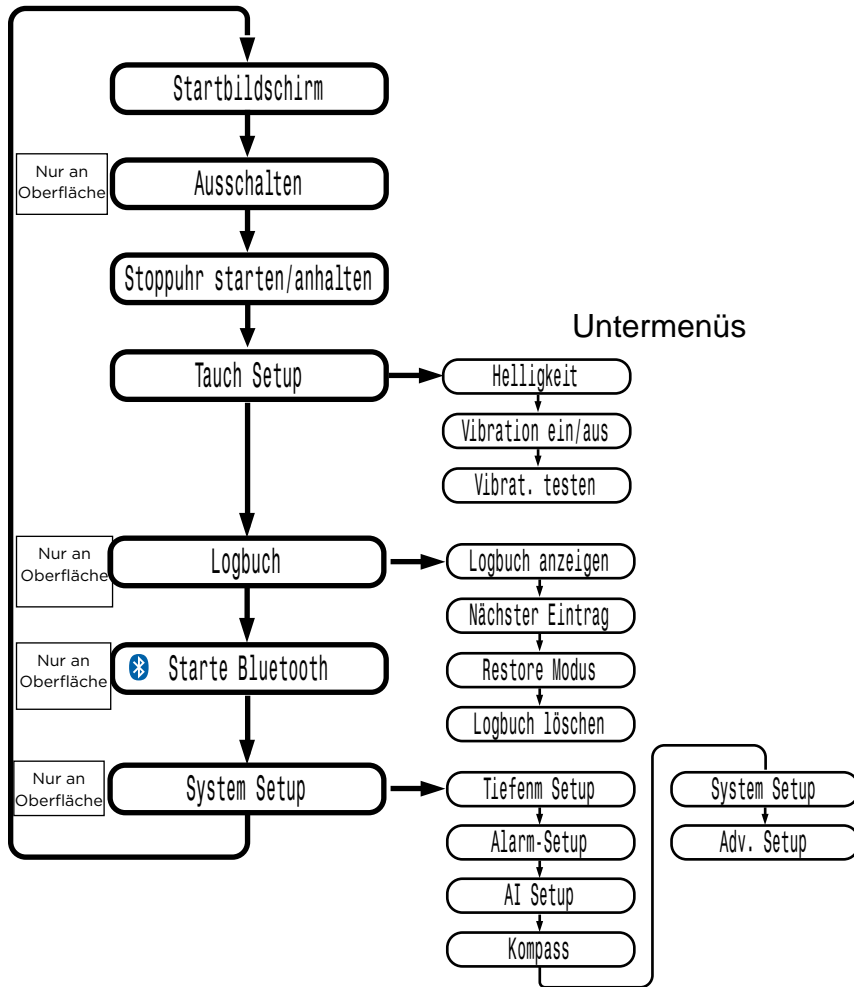 Startbildschirm
Nur an
Oberfläche
Ausschalten
Stoppuhr starten/anhalten
Untermenüs
Tauch Setup
Helligkeit
Vibration ein/aus
Vibrat. testen
Nur an
Oberfläche
Logbuch
Logbuch anzeigen
Nächster Eintrag
Restore Modus
Logbuch löschen
Nur an
Oberfläche
Starte Bluetooth
Nur an
Oberfläche
System Setup
Tiefenm Setup
Alarm-Setup
AI Setup
Kompass
System Setup
Adv. Setup